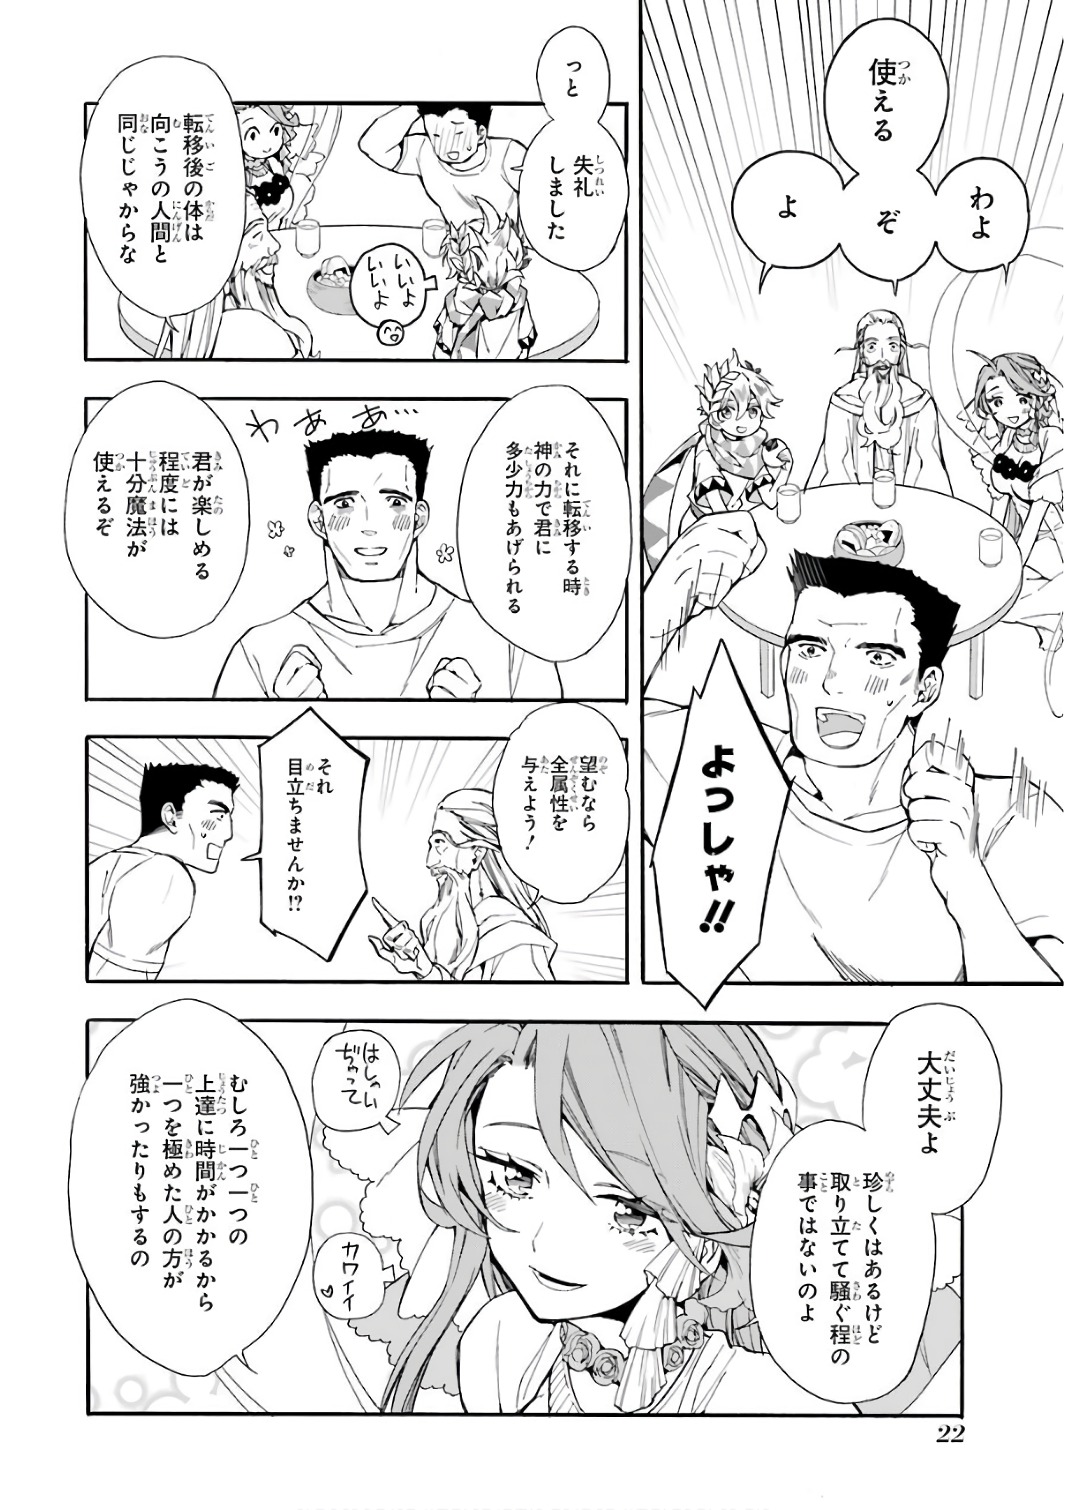 使える
わよ
ぞ
よ
よっしゃ!!
っと
失礼
しました
いいよ
いいよ
転移後の体は
向こうの人間と
同じじゃからな
それに転移する時
神の力で君に
多少力もあげられる
わぁぁ…
君が楽しめる
程度には
十分魔法が
使えるぞ
望むなら
全属性を
与えよう!
それ
目立ちませんか!?
大丈夫よ
珍しくはあるけど
取り立てて騒ぐ程の
事ではないのよ
はしゃい
じゃって
カワイイ♥
むしろ一つ一つの
上達に時間がかかるから
一つを極めた人の方が
強かったりもするの
22